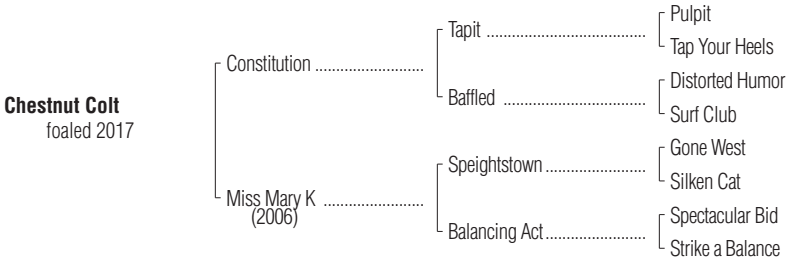 Pulpit
Tapit ........................................
Tap Your Heels
Constitution ...........................
Distorted Humor
Baffled ....................................
Surf Club
Chestnut Colt
foaled 2017
Gone West
Speightstown .........................
Silken Cat
Miss Mary K .........................
(2006)
Spectacular Bid
Balancing Act.........................
Strike a Balance